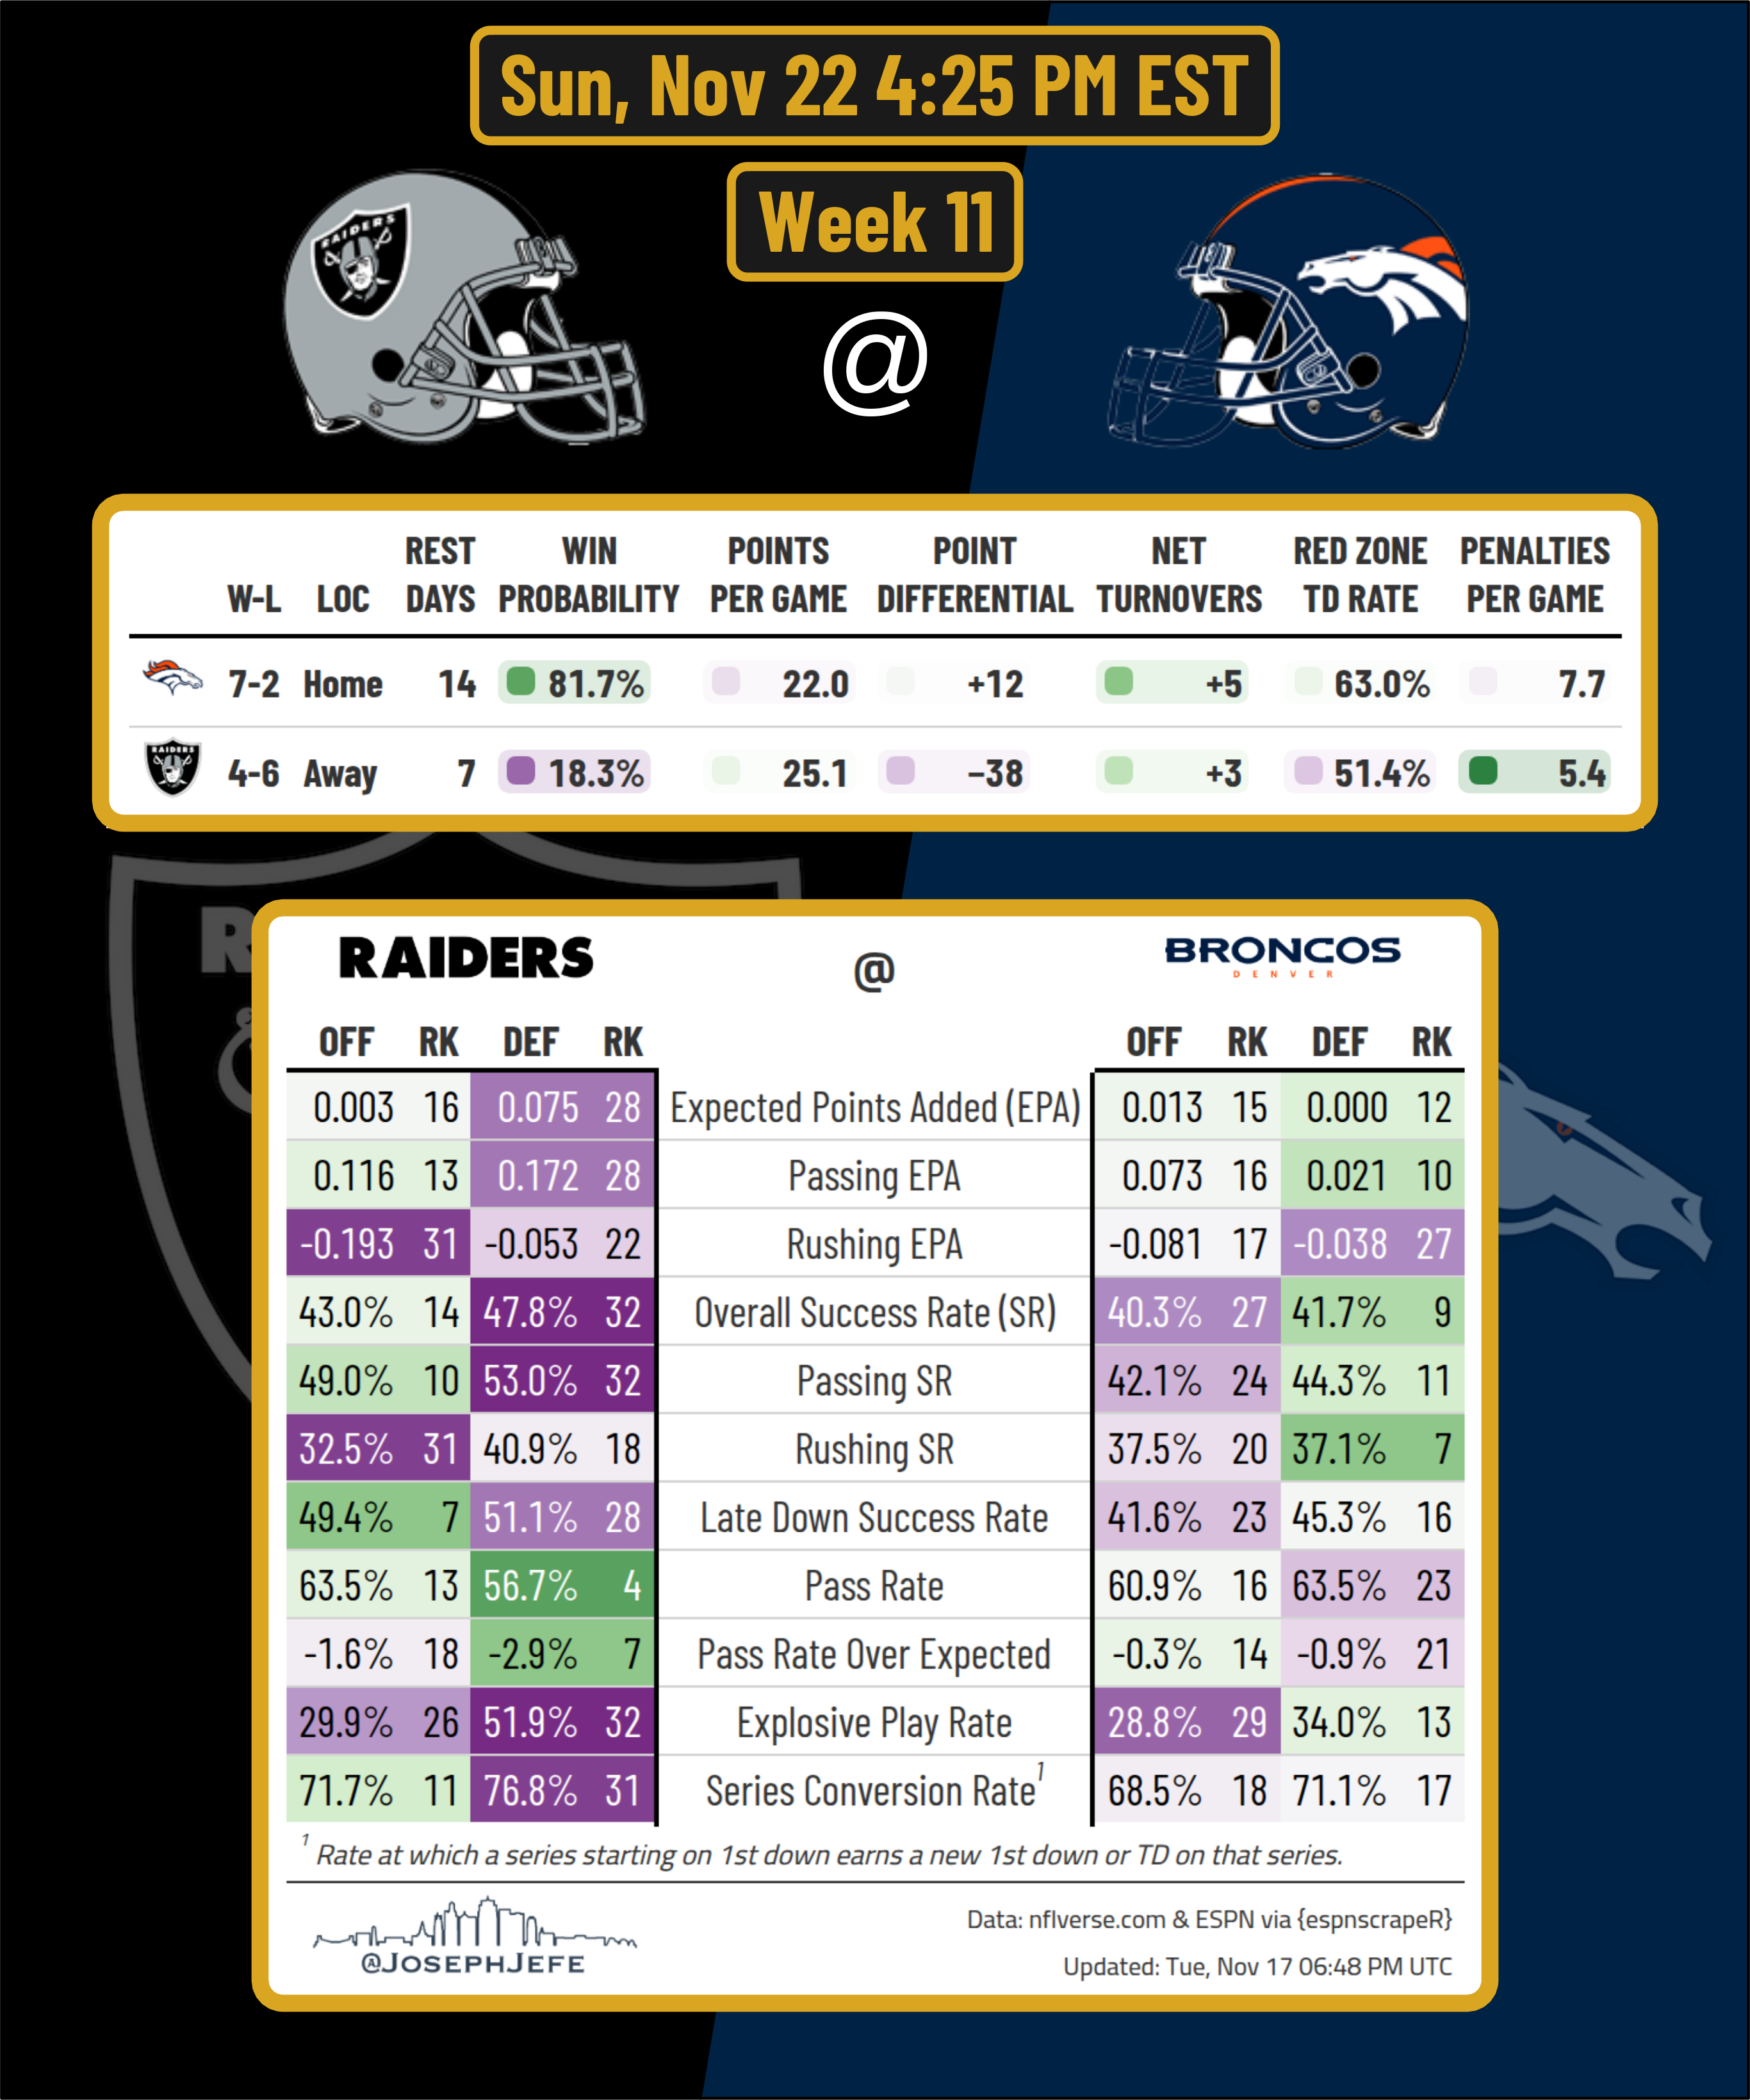 Sun, Nov 22 4:25 PM EST
Week 11
RAIDERS
@
W-L LOC REST DAYS WIN PROBABILITY POINTS PER GAME POINT DIFFERENTIAL NET TURNOVERS RED ZONE TD RATE PENALTIES PER GAME
7-2 Home 14 81.7% 22.0 +12 +5 63.0% 7.7
RAIDERS
4-6 Away 7 18.3% 25.1 −38 +3 51.4% 5.4
RAIDERS @ BRONCOS
DENVER
OFF RK DEF RK OFF RK DEF RK
0.003 16 0.075 28 Expected Points Added (EPA) 0.013 15 0.000 12
0.116 13 0.172 28 Passing EPA 0.073 16 0.021 10
-0.193 31 -0.053 22 Rushing EPA -0.081 17 -0.038 27
43.0% 14 47.8% 32 Overall Success Rate (SR) 40.3% 27 41.7% 9
49.0% 10 53.0% 32 Passing SR 42.1% 24 44.3% 11
32.5% 31 40.9% 18 Rushing SR 37.5% 20 37.1% 7
49.4% 7 51.1% 28 Late Down Success Rate 41.6% 23 45.3% 16
63.5% 13 56.7% 4 Pass Rate 60.9% 16 63.5% 23
-1.6% 18 -2.9% 7 Pass Rate Over Expected -0.3% 14 -0.9% 21
29.9% 26 51.9% 32 Explosive Play Rate 28.8% 29 34.0% 13
71.7% 11 76.8% 31 Series Conversion Rate¹ 68.5% 18 71.1% 17
¹ Rate at which a series starting on 1st down earns a new 1st down or TD on that series.
@JOSEPHJEFE
Data: nflverse.com & ESPN via {espnscrapeR}
Updated: Tue, Nov 17 06:48 PM UTC